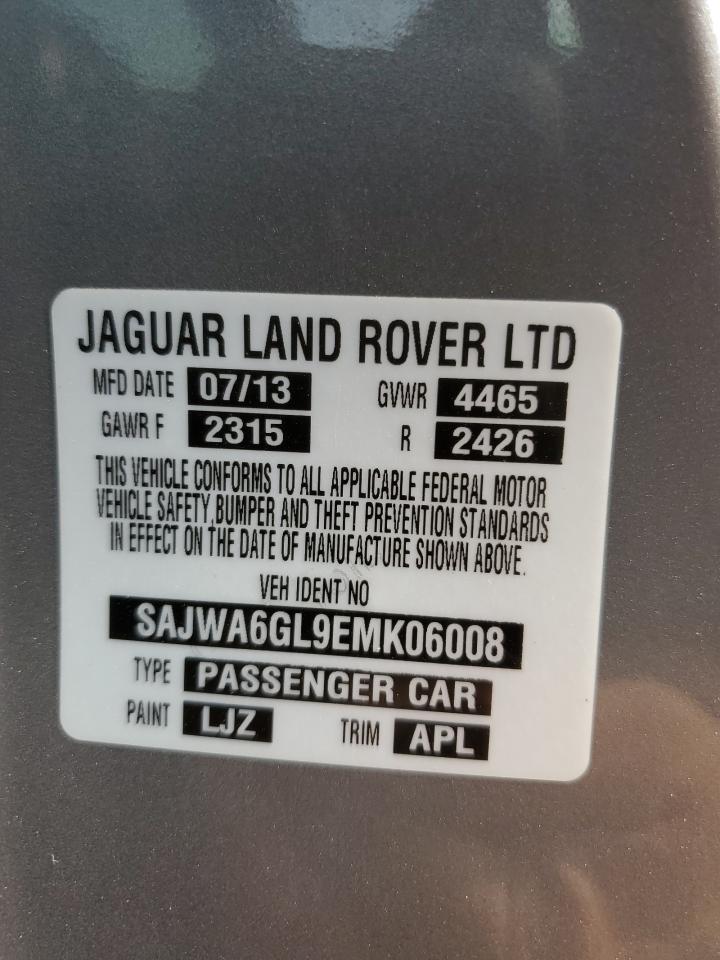 JAGUAR LAND ROVER LTD
MFD DATE 07/13 GVWR 4465
GAWR F 2315 R 2426
THIS VEHICLE CONFORMS TO ALL APPLICABLE FEDERAL MOTOR
VEHICLE SAFETY,BUMPER AND THEFT PREVENTION STANDARDS
IN EFFECT ON THE DATE OF MANUFACTURE SHOWN ABOVE.
VEH IDENT NO
SAJWA6GL9EMK06008
TYPE PASSENGER CAR
PAINT LJZ TRIM APL